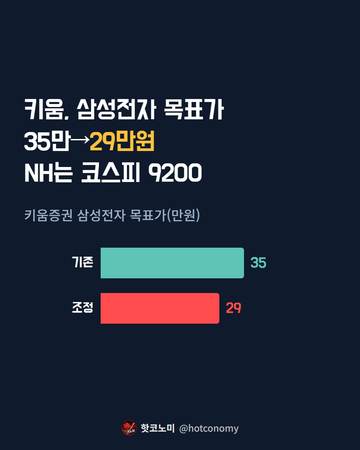 키움, 삼성전자 목표가
35만→29만원
NH는 코스피 9200
키움증권 삼성전자 목표가(만원)
기존 35
조정 29
핫코노미 @hotconomy